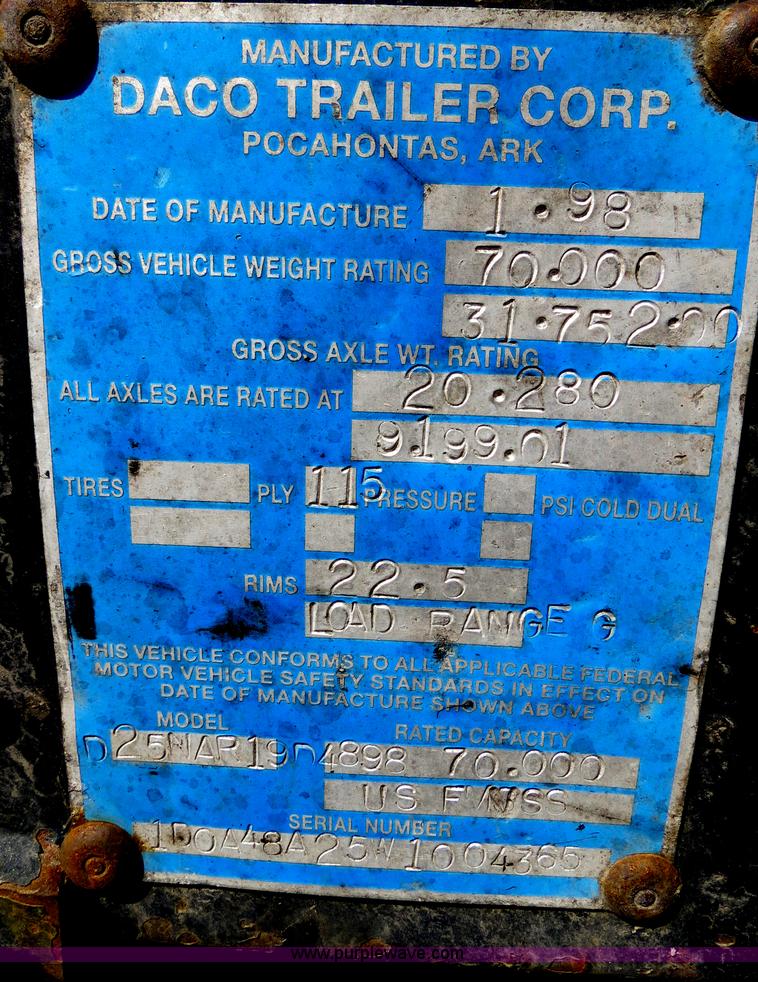 MANUFACTURED BY
DACO TRAILER CORP.
POCAHONTAS, ARK
DATE OF MANUFACTURE 1.98
GROSS VEHICLE WEIGHT RATING 70.000
31.752.00
GROSS AXLE WT. RATING
ALL AXLES ARE RATED AT 20.280
9199.01
TIRES PLY 115 PRESSURE PSI COLD DUAL
RIMS 22.5
LOAD RANGE G
THIS VEHICLE CONFORMS TO ALL APPLICABLE FEDERAL
MOTOR VEHICLE SAFETY STANDARDS IN EFFECT ON
DATE OF MANUFACTURE SHOWN ABOVE
MODEL RATED CAPACITY
D25WAR19D4898 70.000
US FMVSS
SERIAL NUMBER
1D0A48A25W1004365
www.purplewave.com